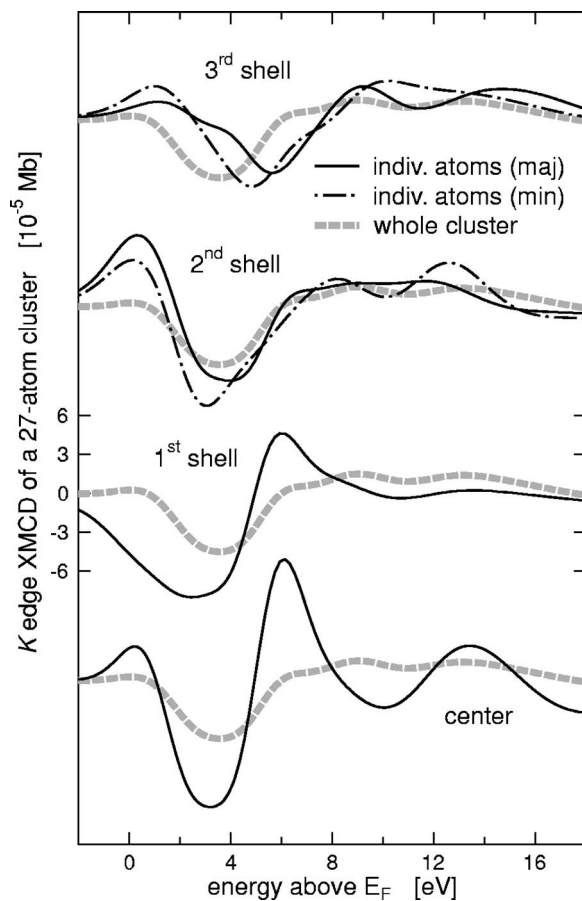 3rd shell
indiv. atoms (maj)
indiv. atoms (min)
whole cluster
2nd shell
K edge XMCD of a 27-atom cluster [10-5 Mb]
6
3
0
-3
-6
1st shell
center
0 4 8 12 16
energy above EF [eV]